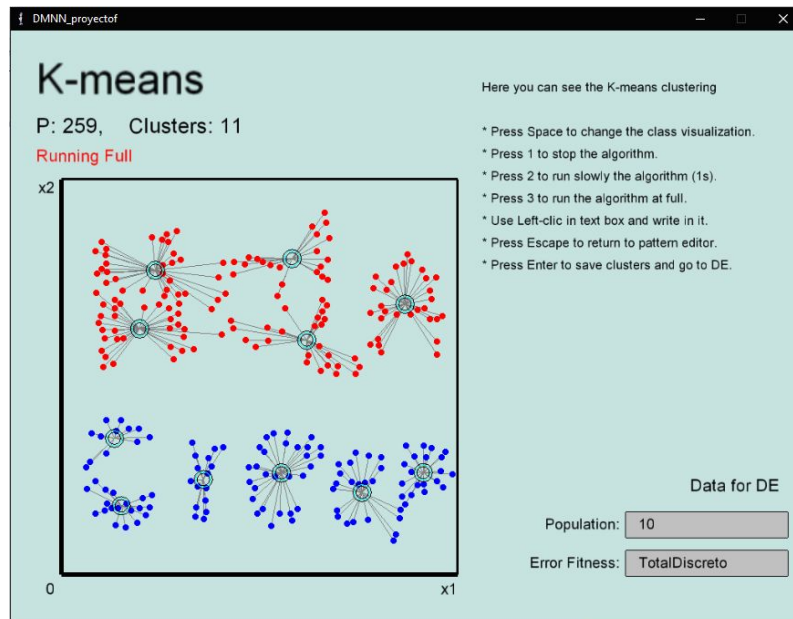 DMNN_proyectof
K-means
P: 259, Clusters: 11
Running Full
Here you can see the K-means clustering
* Press Space to change the class visualization.
* Press 1 to stop the algorithm.
* Press 2 to run slowly the algorithm (1s).
* Press 3 to run the algorithm at full.
* Use Left-clic in text box and write in it.
* Press Escape to return to pattern editor.
* Press Enter to save clusters and go to DE.
x2
0
x1
Data for DE
Population: 10
Error Fitness: TotalDiscreto